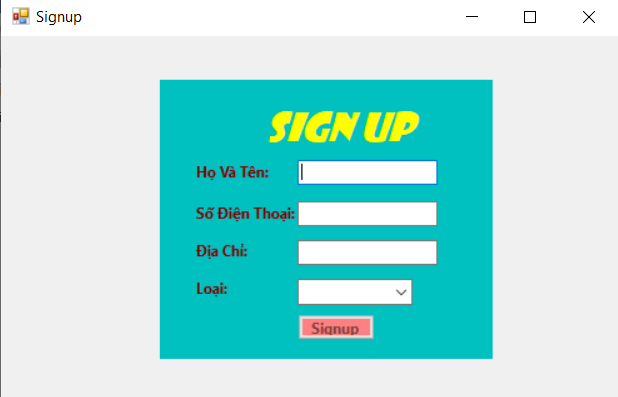 Signup
SIGN UP
Họ Và Tên:
Số Điện Thoại:
Địa Chỉ:
Loại:
Signup